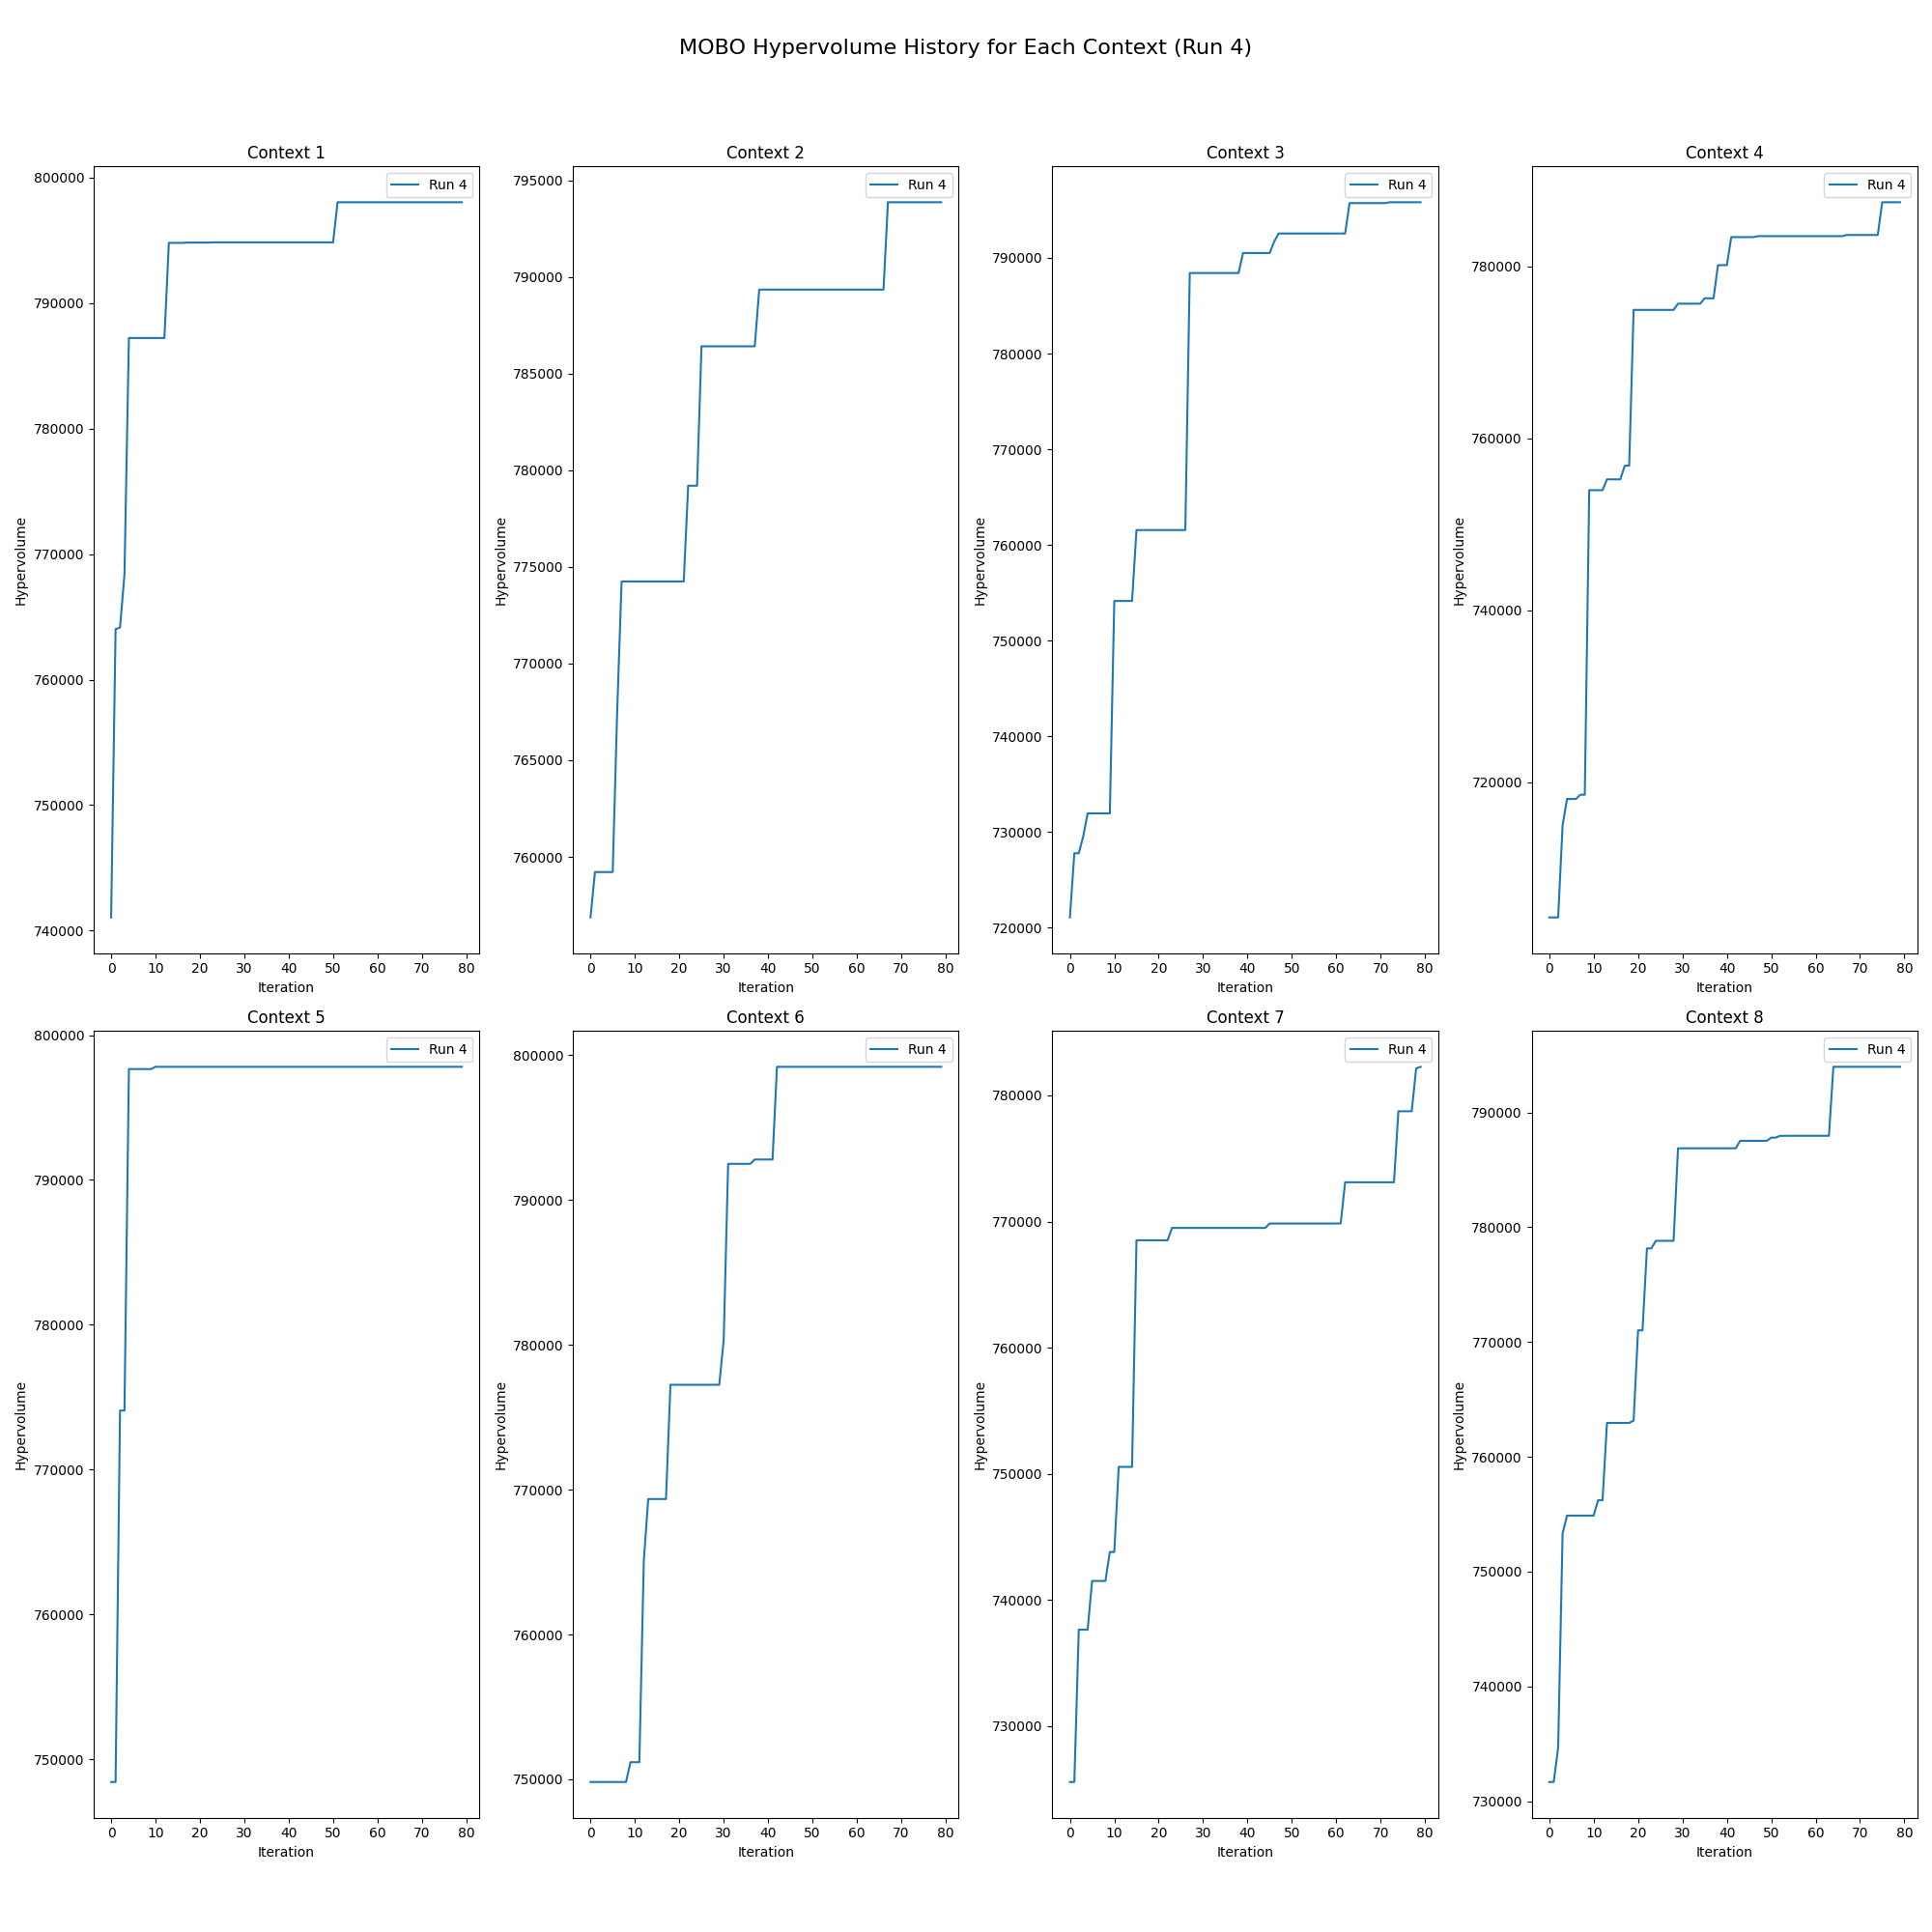 MOBO Hypervolume History for Each Context (Run 4)
Context 1
Run 4
800000
790000
780000
770000
760000
750000
740000
Hypervolume
0 10 20 30 40 50 60 70 80
Iteration
Context 2
Run 4
795000
790000
785000
780000
775000
770000
765000
760000
Hypervolume
0 10 20 30 40 50 60 70 80
Iteration
Context 3
Run 4
790000
780000
770000
760000
750000
740000
730000
720000
Hypervolume
0 10 20 30 40 50 60 70 80
Iteration
Context 4
Run 4
780000
760000
740000
720000
Hypervolume
0 10 20 30 40 50 60 70 80
Iteration
Context 5
Run 4
800000
790000
780000
770000
760000
750000
Hypervolume
0 10 20 30 40 50 60 70 80
Iteration
Context 6
Run 4
800000
790000
780000
770000
760000
750000
Hypervolume
0 10 20 30 40 50 60 70 80
Iteration
Context 7
Run 4
780000
770000
760000
750000
740000
730000
Hypervolume
0 10 20 30 40 50 60 70 80
Iteration
Context 8
Run 4
790000
780000
770000
760000
750000
740000
730000
Hypervolume
0 10 20 30 40 50 60 70 80
Iteration